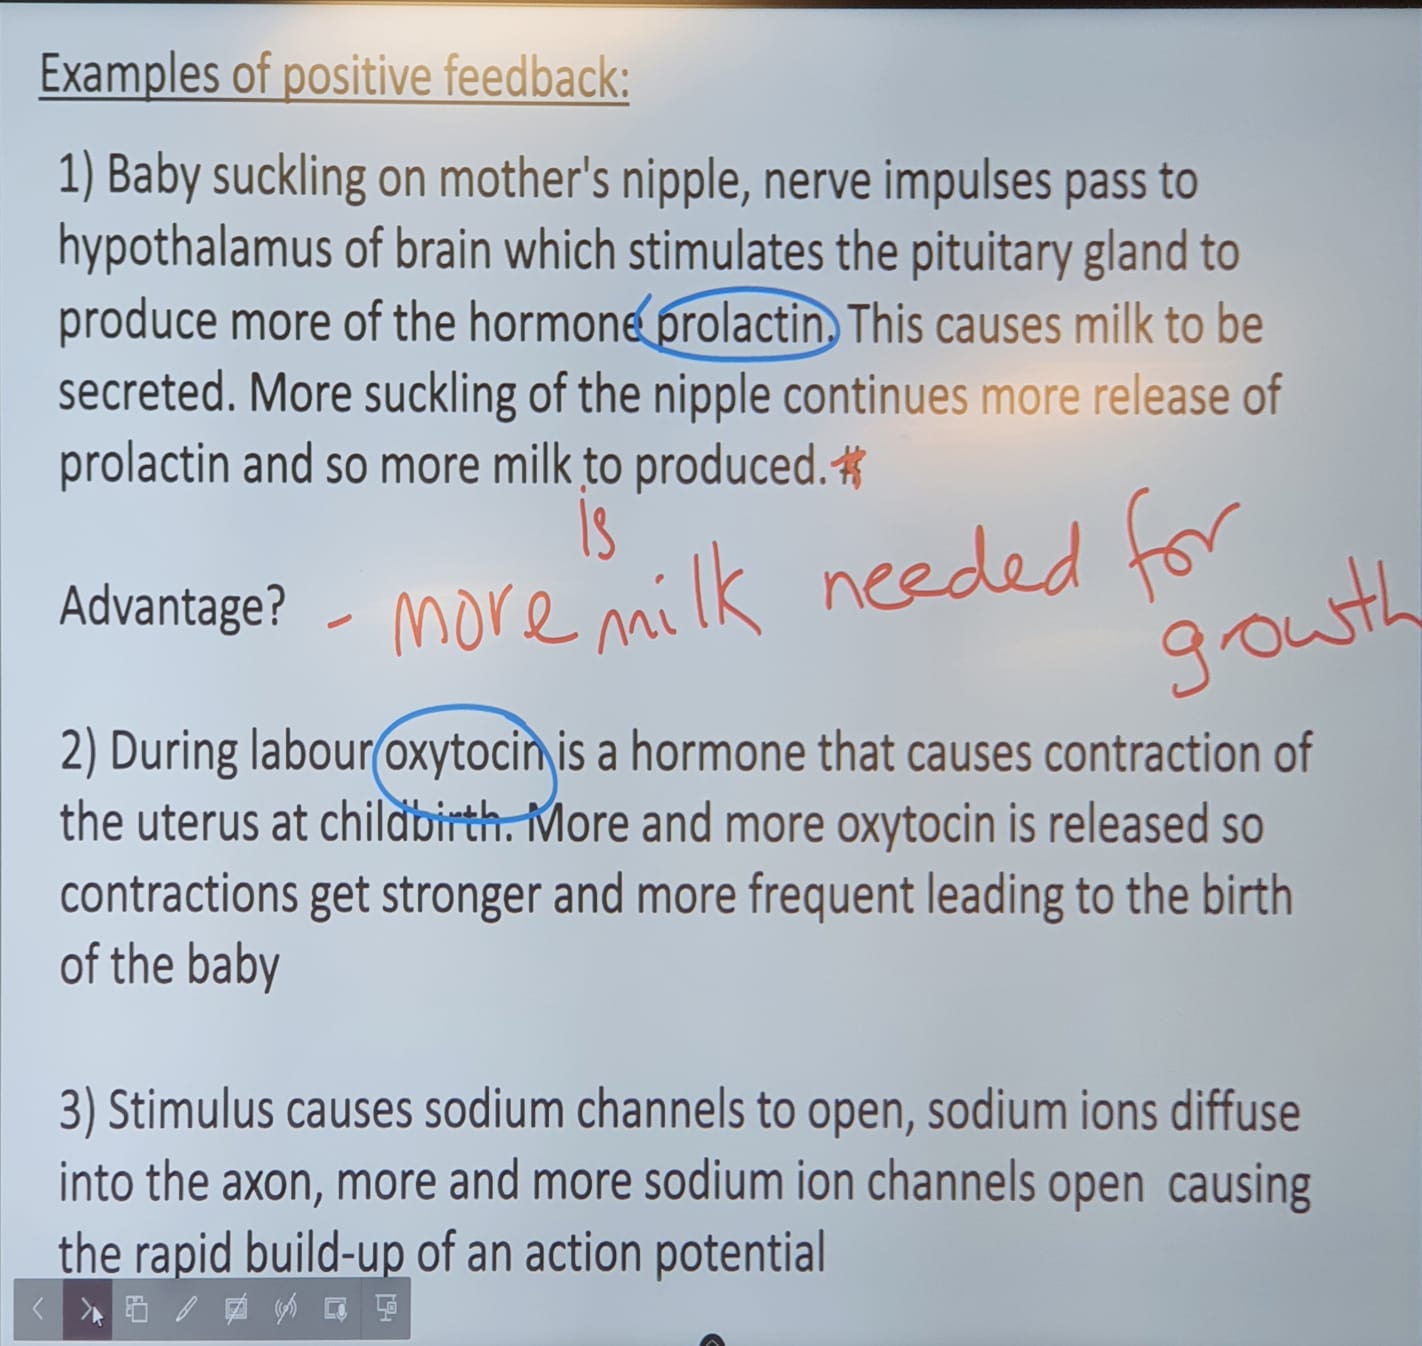 Examples of positive feedback:
1) Baby suckling on mother's nipple, nerve impulses pass to
hypothalamus of brain which stimulates the pituitary gland to
produce more of the hormone prolactin. This causes milk to be
secreted. More suckling of the nipple continues more release of
prolactin and so more milk to produced.
is
Advantage? - more milk needed for
growth
2) During labour oxytocin is a hormone that causes contraction of
the uterus at childbirth. More and more oxytocin is released so
contractions get stronger and more frequent leading to the birth
of the baby
3) Stimulus causes sodium channels to open, sodium ions diffuse
into the axon, more and more sodium ion channels open causing
the rapid build-up of an action potential